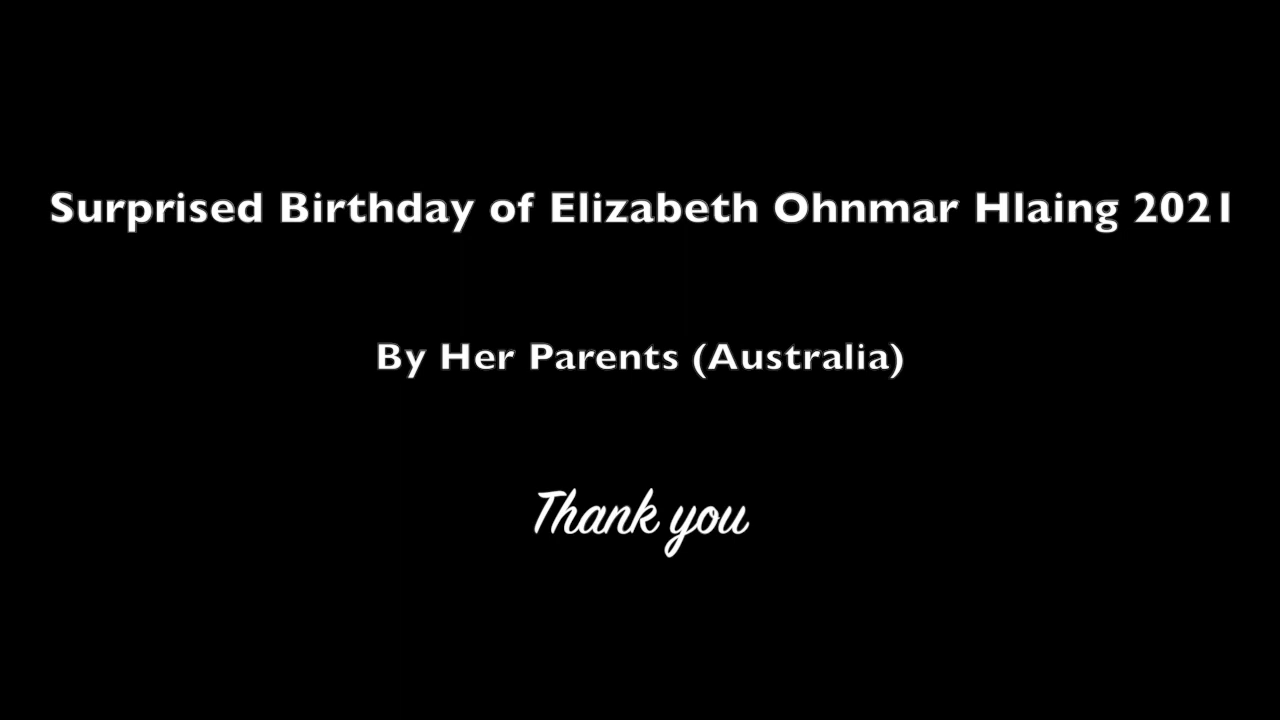 Surprised Birthday of Elizabeth Ohnmar Hlaing 2021
By Her Parents (Australia)
Thank you